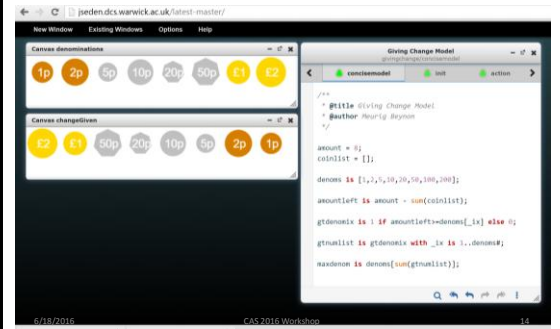 jseden.dcs.warwick.ac.uk/latest-master/
New Window Existing Windows Options Help
Canvas denominations
1p 2p 5p 10p 20p 50p £1 £2
Canvas changeGiven
£2 £1 50p 20p 10p 5p 2p 1p
Giving Change Model
givingchange/concisemodel
concisemodel init action
/**
* @title Giving Change Model
* @author Meurig Beynon
*/
amount = 0;
coinlist = [];
denoms is [1,2,5,10,20,50,100,200];
amountleft is amount - sum(coinlist);
gtdenomix is 1 if amountleft>=denoms[_ix] else 0;
gtnumlist is gtdenomix with _ix is 1..denoms#;
maxdenom is denoms[sum(gtnumlist)];
6/18/2016 CAS 2016 Workshop 14